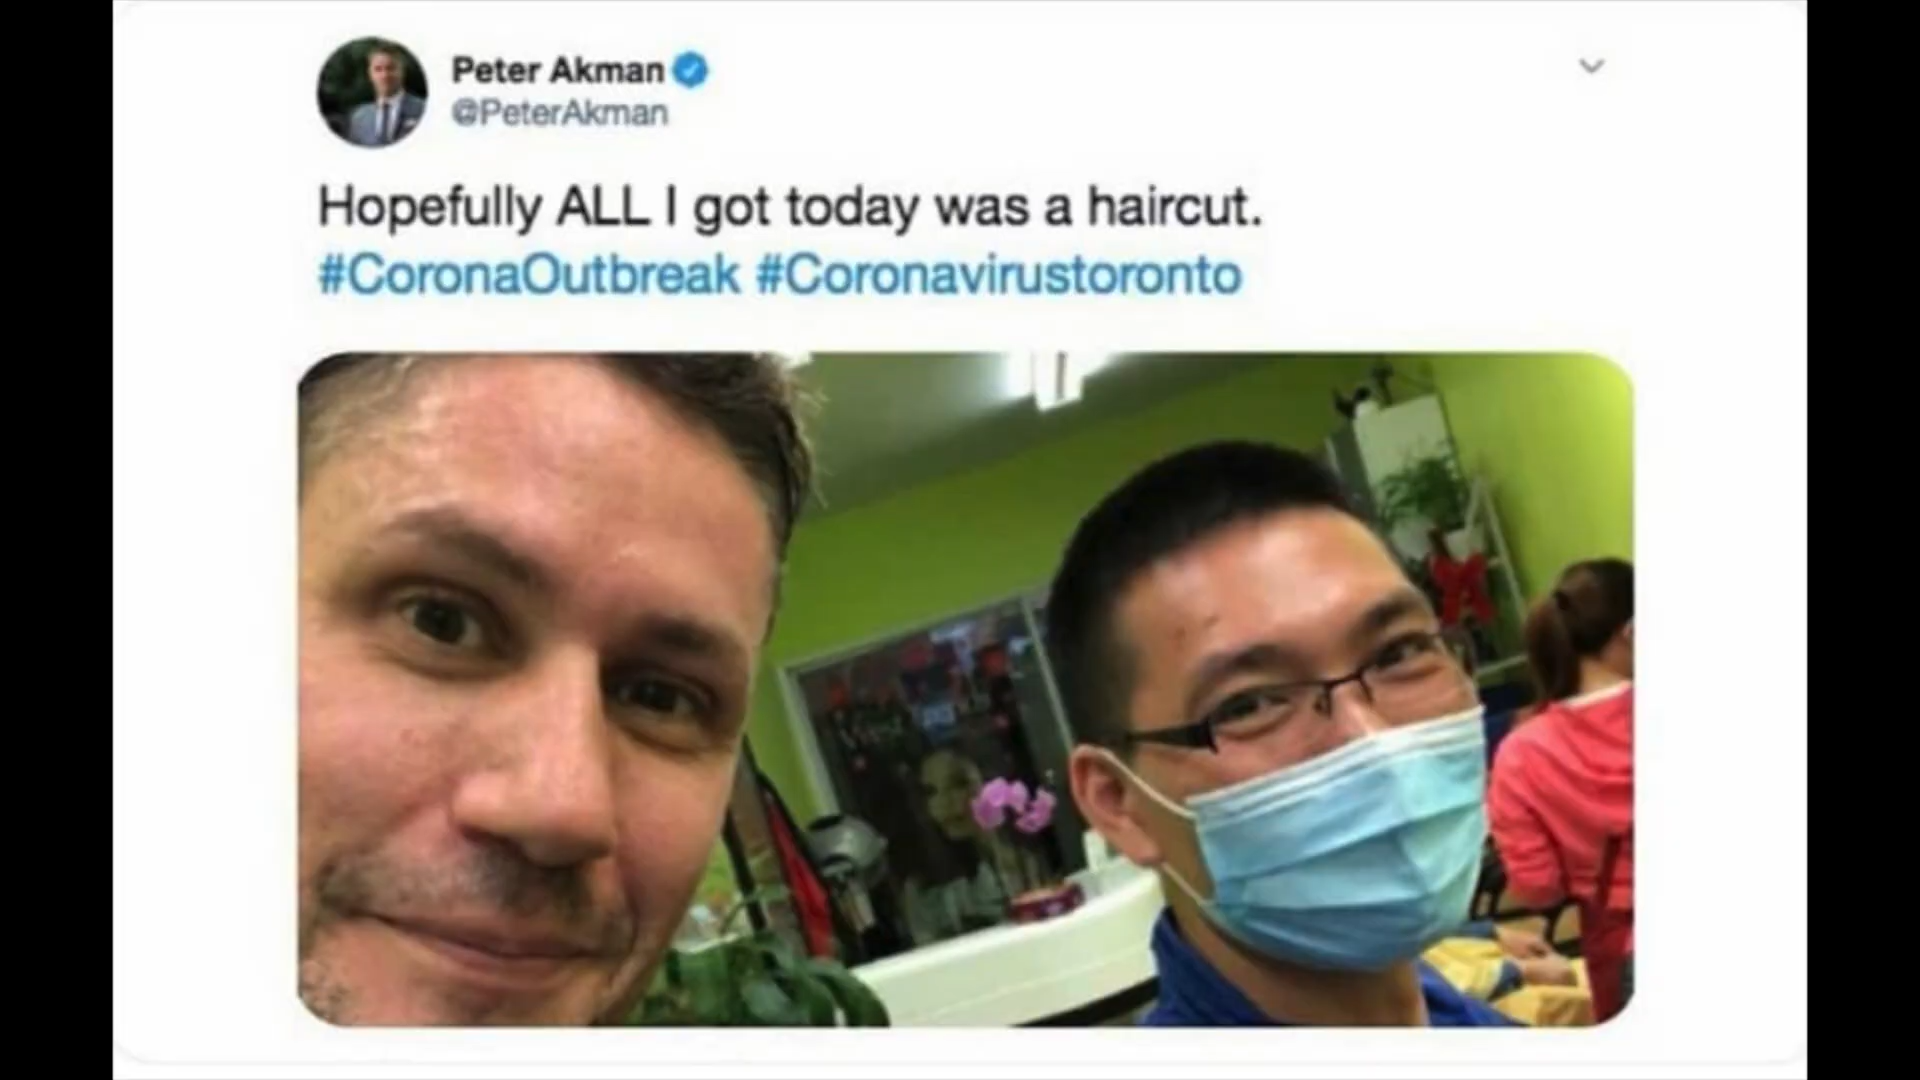 Peter Akman
@PeterAkman
Hopefully ALL I got today was a haircut.
#CoronaOutbreak #Coronavirustoronto